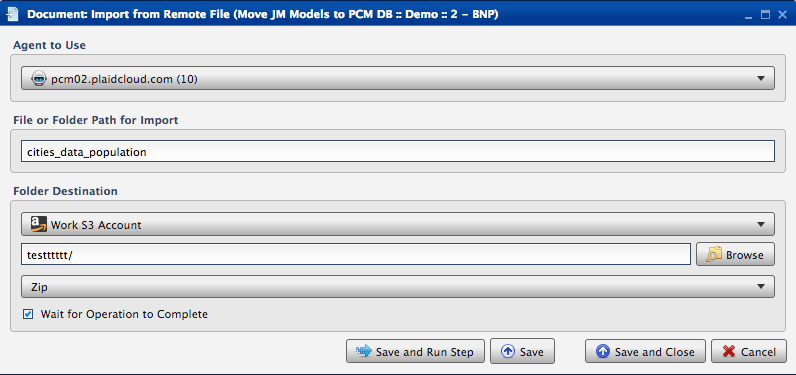 Document: Import from Remote File (Move JM Models to PCM DB :: Demo :: 2 – BNP)
Agent to Use
pcm02.plaidcloud.com (10)
File or Folder Path for Import
cities_data_population
Folder Destination
Work S3 Account
testttttt/
Browse
Zip
Wait for Operation to Complete
Save and Run Step
Save
Save and Close
Cancel